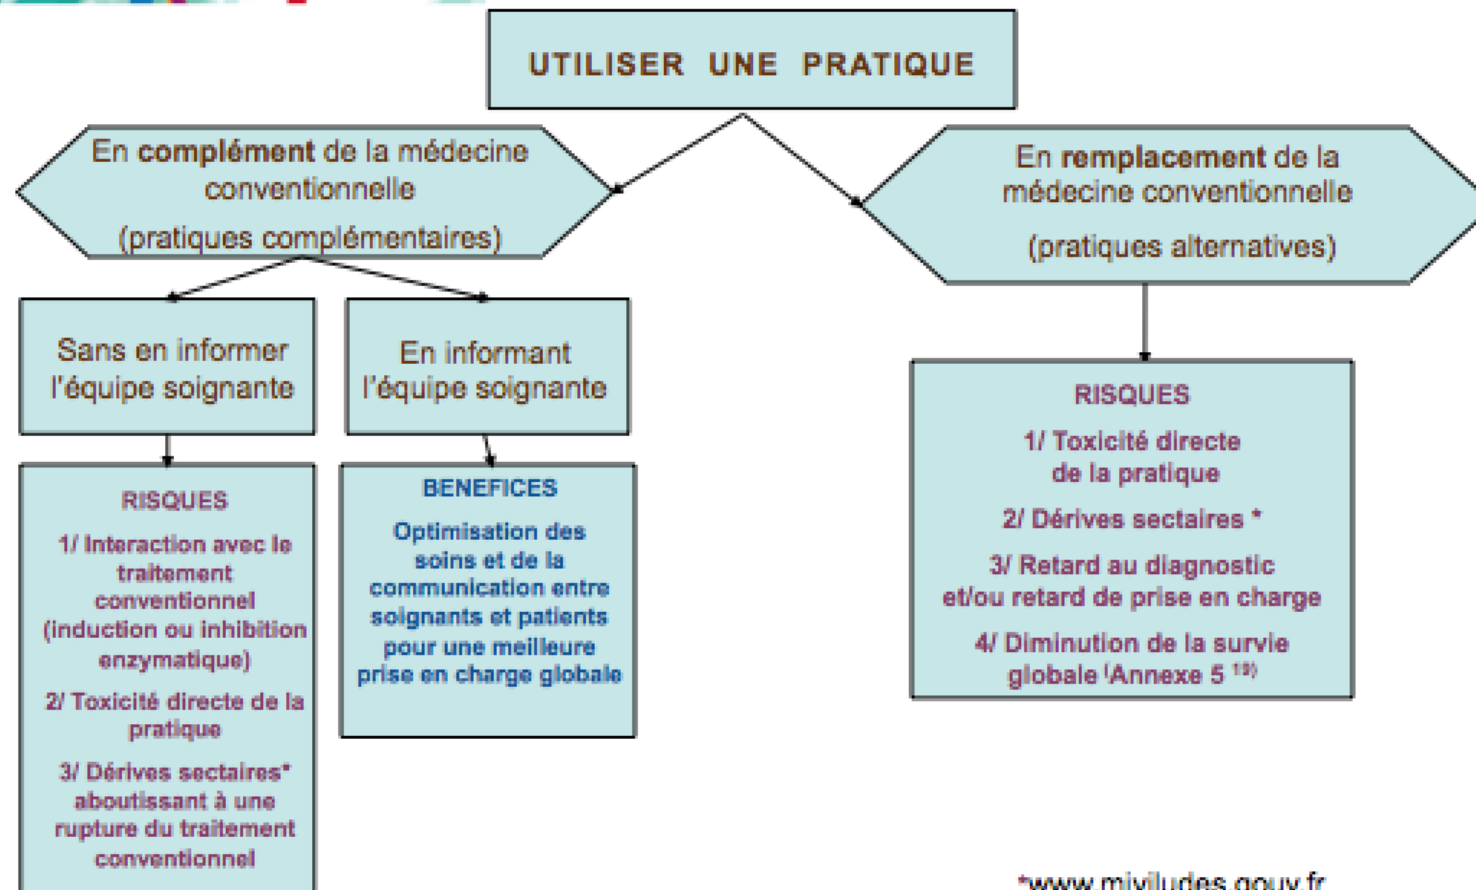 UTILISER UNE PRATIQUE
En complément de la médecine
conventionnelle
(pratiques complémentaires)
En remplacement de la
médecine conventionnelle
(pratiques alternatives)
Sans en informer
l'équipe soignante
En informant
l'équipe soignante
RISQUES
1/ Interaction avec le
traitement
conventionnel
(induction ou inhibition
enzymatique)
2/ Toxicité directe de la
pratique
3/ Dérives sectaires*
aboutissant à une
rupture du traitement
conventionnel
BENEFICES
Optimisation des
soins et de la
communication entre
soignants et patients
pour une meilleure
prise en charge globale
RISQUES
1/ Toxicité directe
de la pratique
2/ Dérives sectaires *
3/ Retard au diagnostic
et/ou retard de prise en charge
4/ Diminution de la survie
globale (Annexe 5 19)
*www.miviludes.gouv.fr